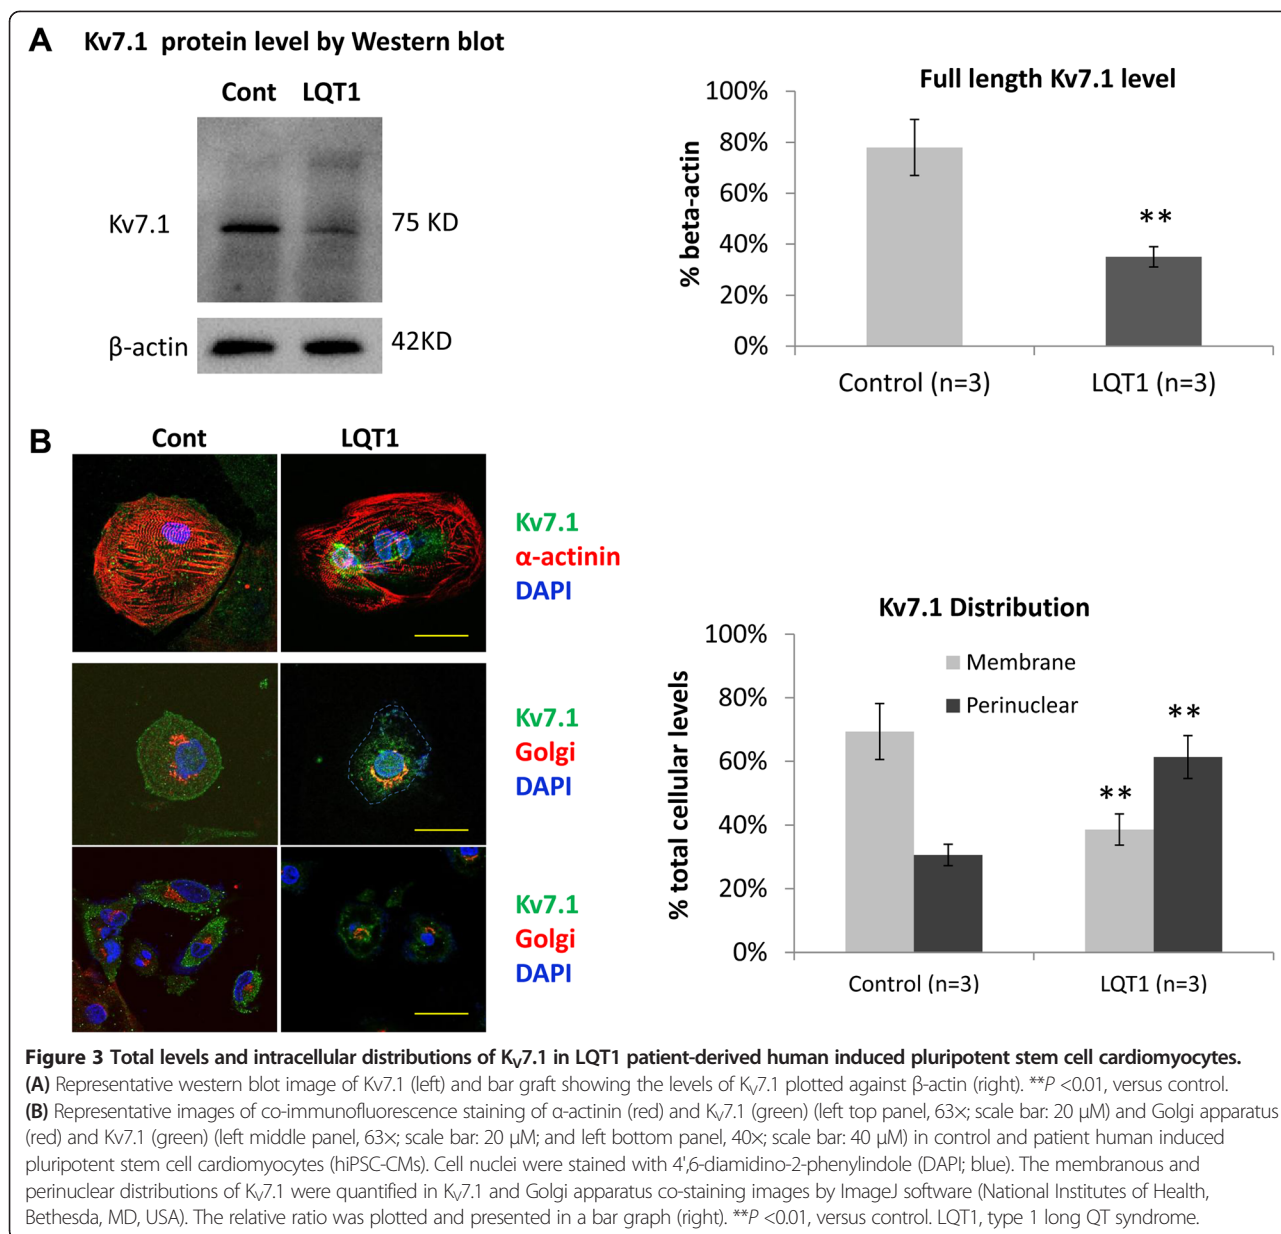 A Kv7.1 protein level by Western blot
Cont LQT1
Kv7.1
75 KD
β-actin
42KD
Full length Kv7.1 level
% beta-actin
100%
80%
60%
40%
20%
0%
**
Control (n=3) LQT1 (n=3)
B
Cont LQT1
Kv7.1
α-actinin
DAPI
Kv7.1
Golgi
DAPI
Kv7.1
Golgi
DAPI
Kv7.1 Distribution
% total cellular levels
100%
80%
60%
40%
20%
0%
Membrane
Perinuclear
**
**
Control (n=3) LQT1 (n=3)
Figure 3 Total levels and intracellular distributions of KV7.1 in LQT1 patient-derived human induced pluripotent stem cell cardiomyocytes.
(A) Representative western blot image of Kv7.1 (left) and bar graft showing the levels of KV7.1 plotted against β-actin (right). **P <0.01, versus control.
(B) Representative images of co-immunofluorescence staining of α-actinin (red) and KV7.1 (green) (left top panel, 63×; scale bar: 20 μM) and Golgi apparatus
(red) and Kv7.1 (green) (left middle panel, 63×; scale bar: 20 μM; and left bottom panel, 40×; scale bar: 40 μM) in control and patient human induced
pluripotent stem cell cardiomyocytes (hiPSC-CMs). Cell nuclei were stained with 4',6-diamidino-2-phenylindole (DAPI; blue). The membranous and
perinuclear distributions of KV7.1 were quantified in KV7.1 and Golgi apparatus co-staining images by ImageJ software (National Institutes of Health,
Bethesda, MD, USA). The relative ratio was plotted and presented in a bar graph (right). **P <0.01, versus control. LQT1, type 1 long QT syndrome.